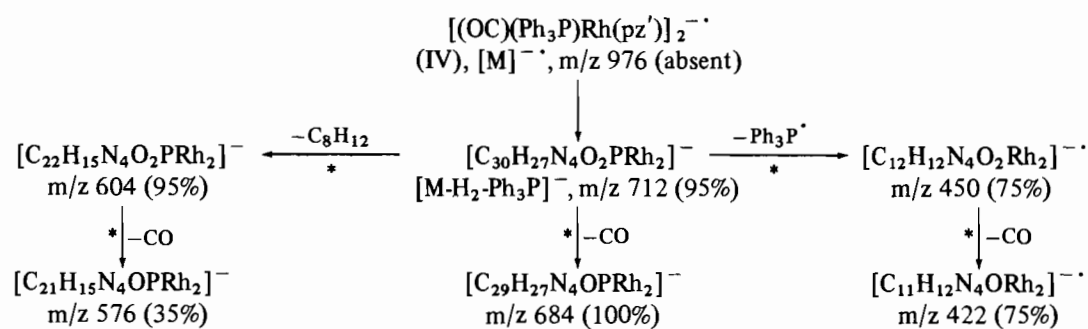 [(OC)(Ph₃P)Rh(pz')]₂⁻•
(IV), [M]⁻•, m/z 976 (absent)
[C₂₂H₁₅N₄O₂PRh₂]⁻ −C₈H₁₂ * [C₃₀H₂₇N₄O₂PRh₂]⁻ −Ph₃P• * [C₁₂H₁₂N₄O₂Rh₂]⁻•
m/z 604 (95%) [M-H₂-Ph₃P]⁻, m/z 712 (95%) m/z 450 (75%)
* −CO * −CO * −CO
[C₂₁H₁₅N₄OPRh₂]⁻ [C₂₉H₂₇N₄OPRh₂]⁻ [C₁₁H₁₂N₄ORh₂]⁻•
m/z 576 (35%) m/z 684 (100%) m/z 422 (75%)